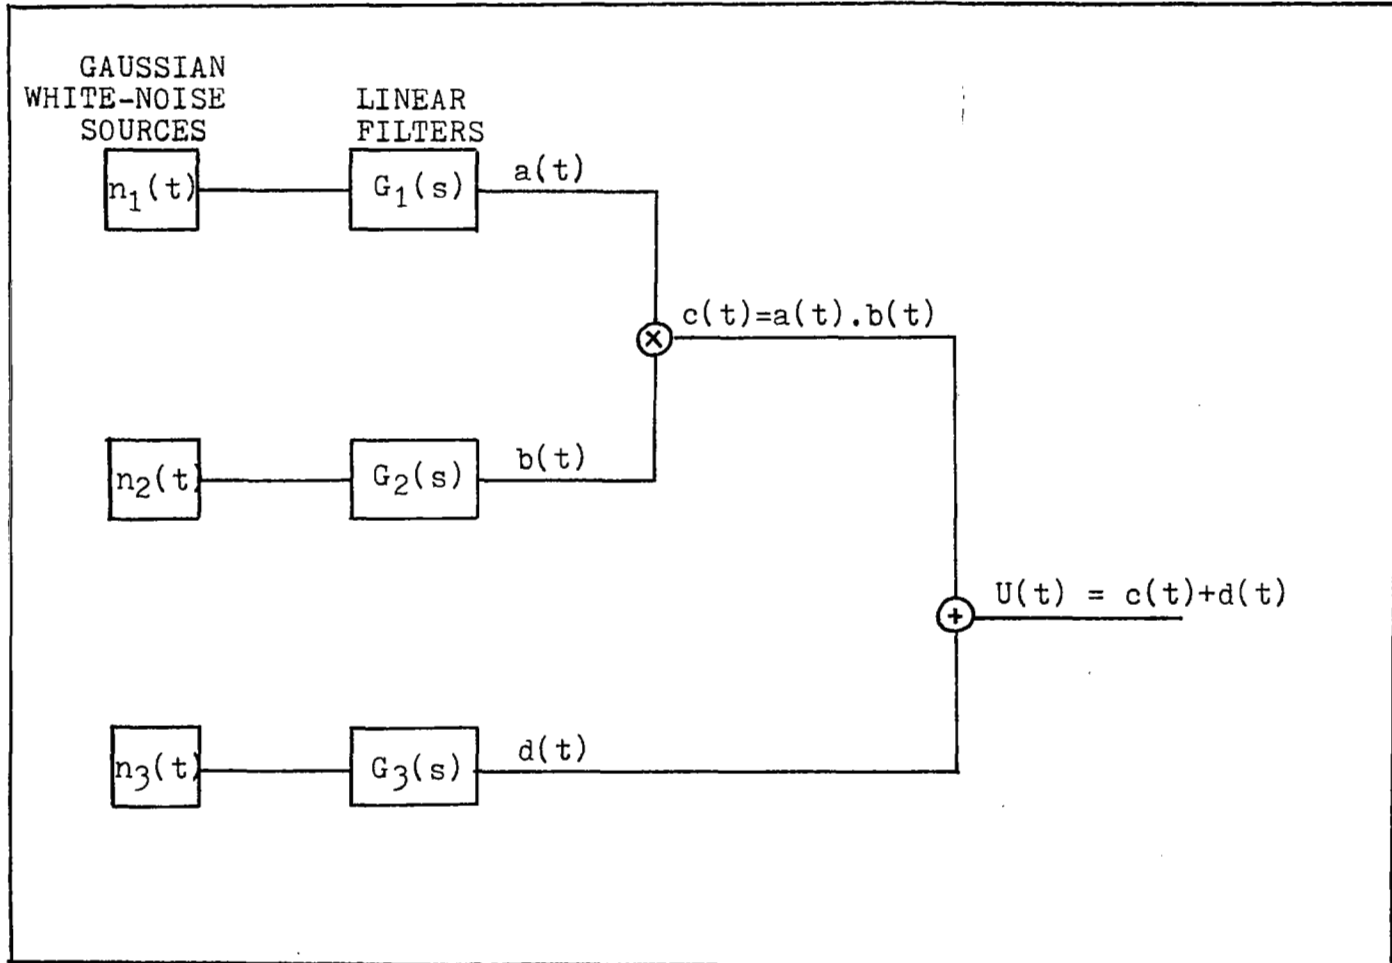 GAUSSIAN
WHITE-NOISE
SOURCES
LINEAR
FILTERS
n₁(t)
G₁(s)
a(t)
c(t)=a(t).b(t)
n₂(t)
G₂(s)
b(t)
U(t) = c(t)+d(t)
n₃(t)
G₃(s)
d(t)